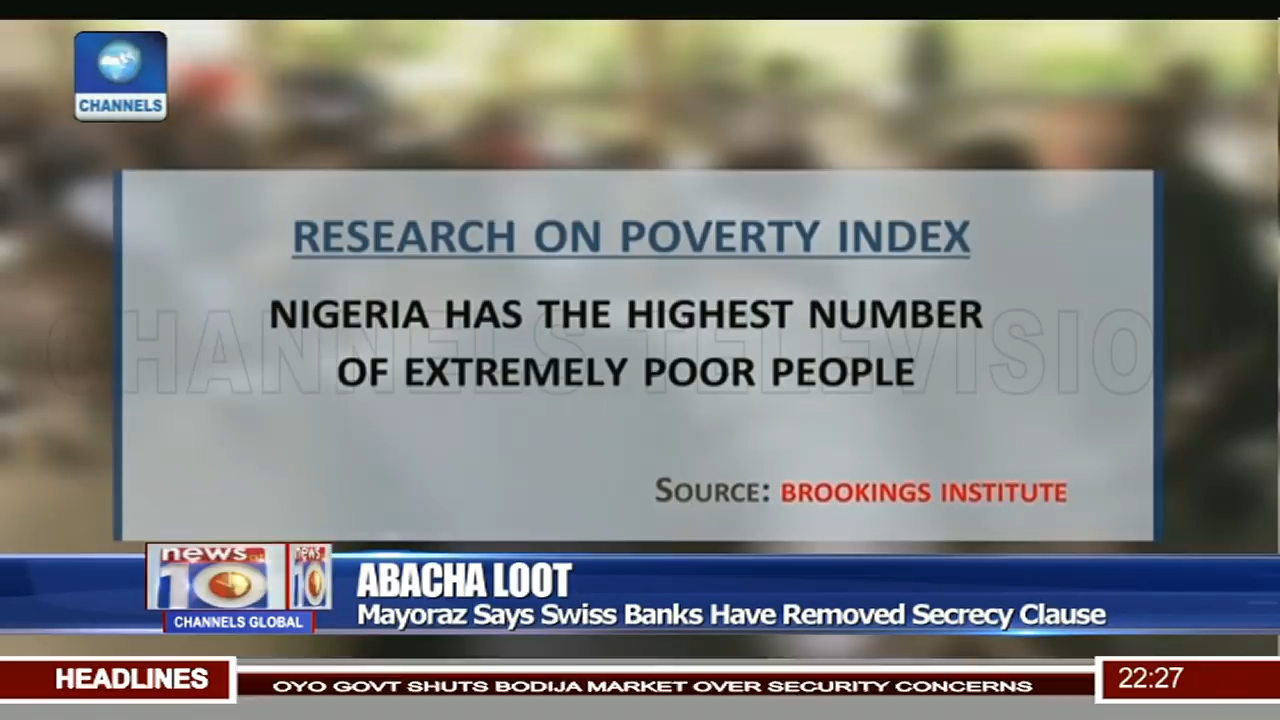 CHANNELS
RESEARCH ON POVERTY INDEX
NIGERIA HAS THE HIGHEST NUMBER
OF EXTREMELY POOR PEOPLE
CHANNELS TELEVISIO
SOURCE: BROOKINGS INSTITUTE
news
10
news
10
CHANNELS GLOBAL
ABACHA LOOT
Mayoraz Says Swiss Banks Have Removed Secrecy Clause
HEADLINES
OYO GOVT SHUTS BODIJA MARKET OVER SECURITY CONCERNS
22:27